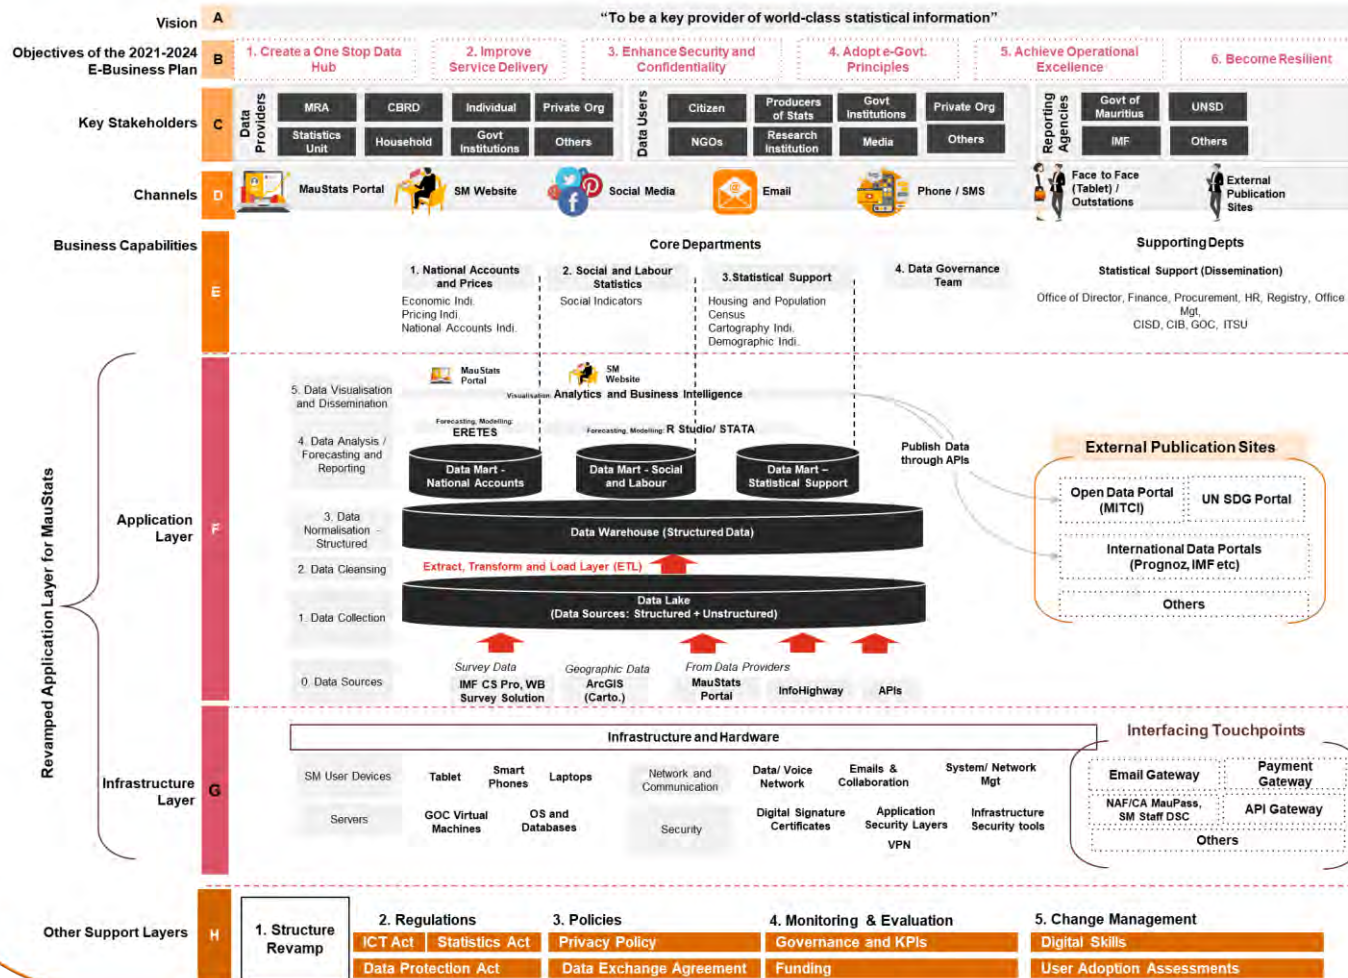 Vision
A
“To be a key provider of world-class statistical information”
Objectives of the 2021-2024
E-Business Plan
B
1. Create a One Stop Data
Hub
2. Improve
Service Delivery
3. Enhance Security and
Confidentiality
4. Adopt e-Govt.
Principles
5. Achieve Operational
Excellence
6. Become Resilient
Key Stakeholders
C
Data
Providers
MRA
CBRD
Individual
Private Org
Statistics
Unit
Household
Govt
Institutions
Others
Data Users
Citizen
Producers
of Stats
Govt
Institutions
Private Org
NGOs
Research
Institution
Media
Others
Reporting
Agencies
Govt of
Mauritius
UNSD
IMF
Others
Channels
D
MauStats Portal
SM Website
Social Media
Email
Phone / SMS
Face to Face
(Tablet) /
Outstations
External
Publication
Sites
Business Capabilities
E
Core Departments
1. National Accounts
and Prices
Economic Indi.
Pricing Indi.
National Accounts Indi.
2. Social and Labour
Statistics
Social Indicators
3.Statistical Support
Housing and Population
Census
Cartography Indi.
Demographic Indi.
4. Data Governance
Team
Supporting Depts
Statistical Support (Dissemination)
Office of Director, Finance, Procurement, HR, Registry, Office
Mgt,
CISD, CIB, GOC, ITSU
Revamped Application Layer for MauStats
Application
Layer
F
5. Data Visualisation
and Dissemination
MauStats
Portal
SM
Website
Visualisation: Analytics and Business Intelligence
4. Data Analysis /
Forecasting and
Reporting
Forecasting, Modelling:
ERETES
Forecasting, Modelling: R Studio/ STATA
Data Mart -
National Accounts
Data Mart - Social
and Labour
Data Mart –
Statistical Support
3. Data
Normalisation -
Structured
Data Warehouse (Structured Data)
2. Data Cleansing
Extract, Transform and Load Layer (ETL)
1. Data Collection
Data Lake
(Data Sources: Structured + Unstructured)
0. Data Sources
Survey Data
IMF CS Pro, WB
Survey Solution
Geographic Data
ArcGIS
(Carto.)
From Data Providers
MauStats
Portal
InfoHighway
APIs
Publish Data
through APIs
External Publication Sites
Open Data Portal
(MITCI)
UN SDG Portal
International Data Portals
(Prognoz, IMF etc)
Others
Infrastructure
Layer
G
Infrastructure and Hardware
SM User Devices
Tablet
Smart
Phones
Laptops
Network and
Communication
Data/ Voice
Network
Emails &
Collaboration
System/ Network
Mgt
Servers
GOC Virtual
Machines
OS and
Databases
Security
Digital Signature
Certificates
Application
Security Layers
VPN
Infrastructure
Security tools
Interfacing Touchpoints
Email Gateway
Payment
Gateway
NAF/CA MauPass,
SM Staff DSC
API Gateway
Others
Other Support Layers
H
1. Structure
Revamp
2. Regulations
ICT Act
Statistics Act
Data Protection Act
3. Policies
Privacy Policy
Data Exchange Agreement
4. Monitoring & Evaluation
Governance and KPIs
Funding
5. Change Management
Digital Skills
User Adoption Assessments